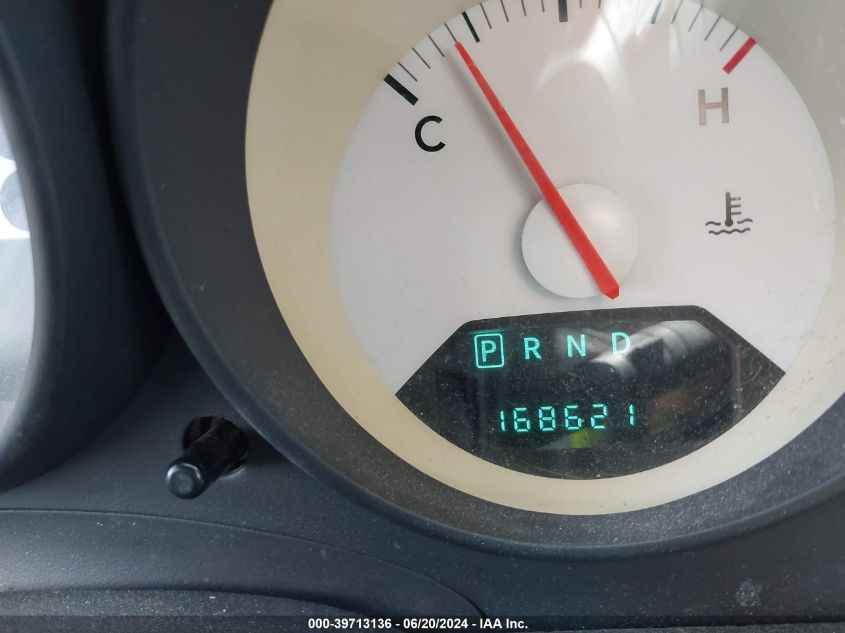 C
H
P R N D
168621
000-39713136 - 06/20/2024 - IAA Inc.